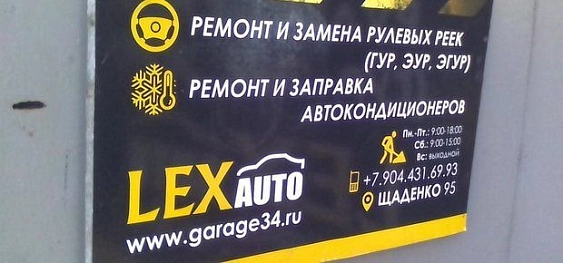 РЕМОНТ И ЗАМЕНА РУЛЕВЫХ РЕЕК
(ГУР, ЭУР, ЭГУР)
РЕМОНТ И ЗАПРАВКА
АВТОКОНДИЦИОНЕРОВ
Пн.-Пт.: 9:00-18:00
Сб.: 9:00-15:00
Вс: выходной
LEX AUTO
+7.904.431.69.93
ЩАДЕНКО 95
www.garage34.ru